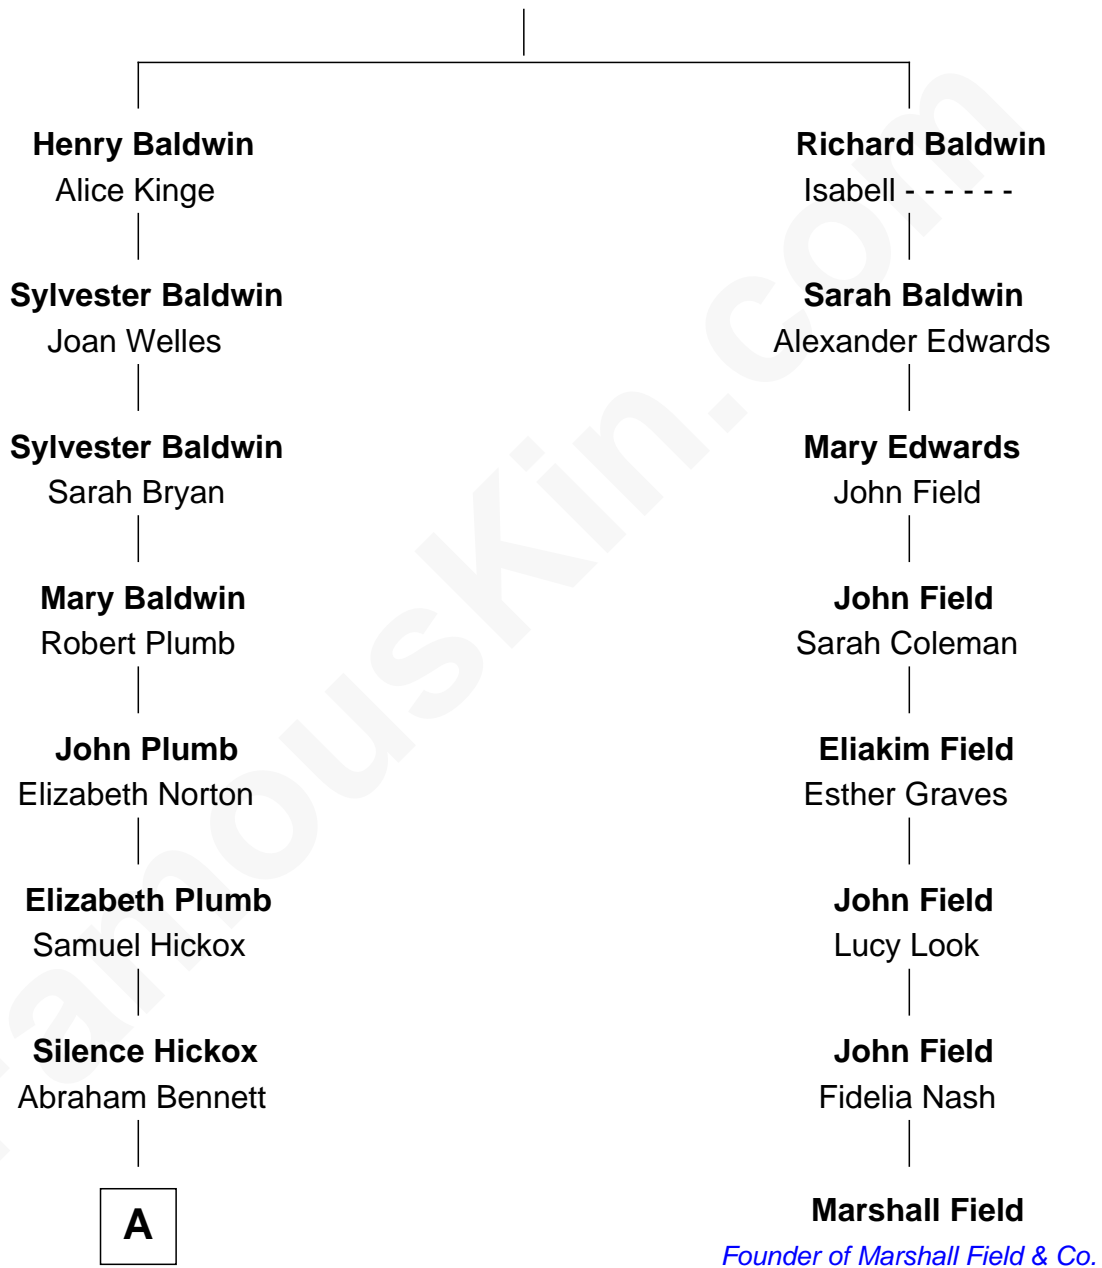 Henry Baldwin
Alice Kinge
Sylvester Baldwin
Joan Welles
Sylvester Baldwin
Sarah Bryan
Mary Baldwin
Robert Plumb
John Plumb
Elizabeth Norton
Elizabeth Plumb
Samuel Hickox
Silence Hickox
Abraham Bennett
A
Richard Baldwin
Isabell - - - - - -
Sarah Baldwin
Alexander Edwards
Mary Edwards
John Field
John Field
Sarah Coleman
Eliakim Field
Esther Graves
John Field
Lucy Look
John Field
Fidelia Nash
Marshall Field
Founder of Marshall Field & Co.
FamousKin.com